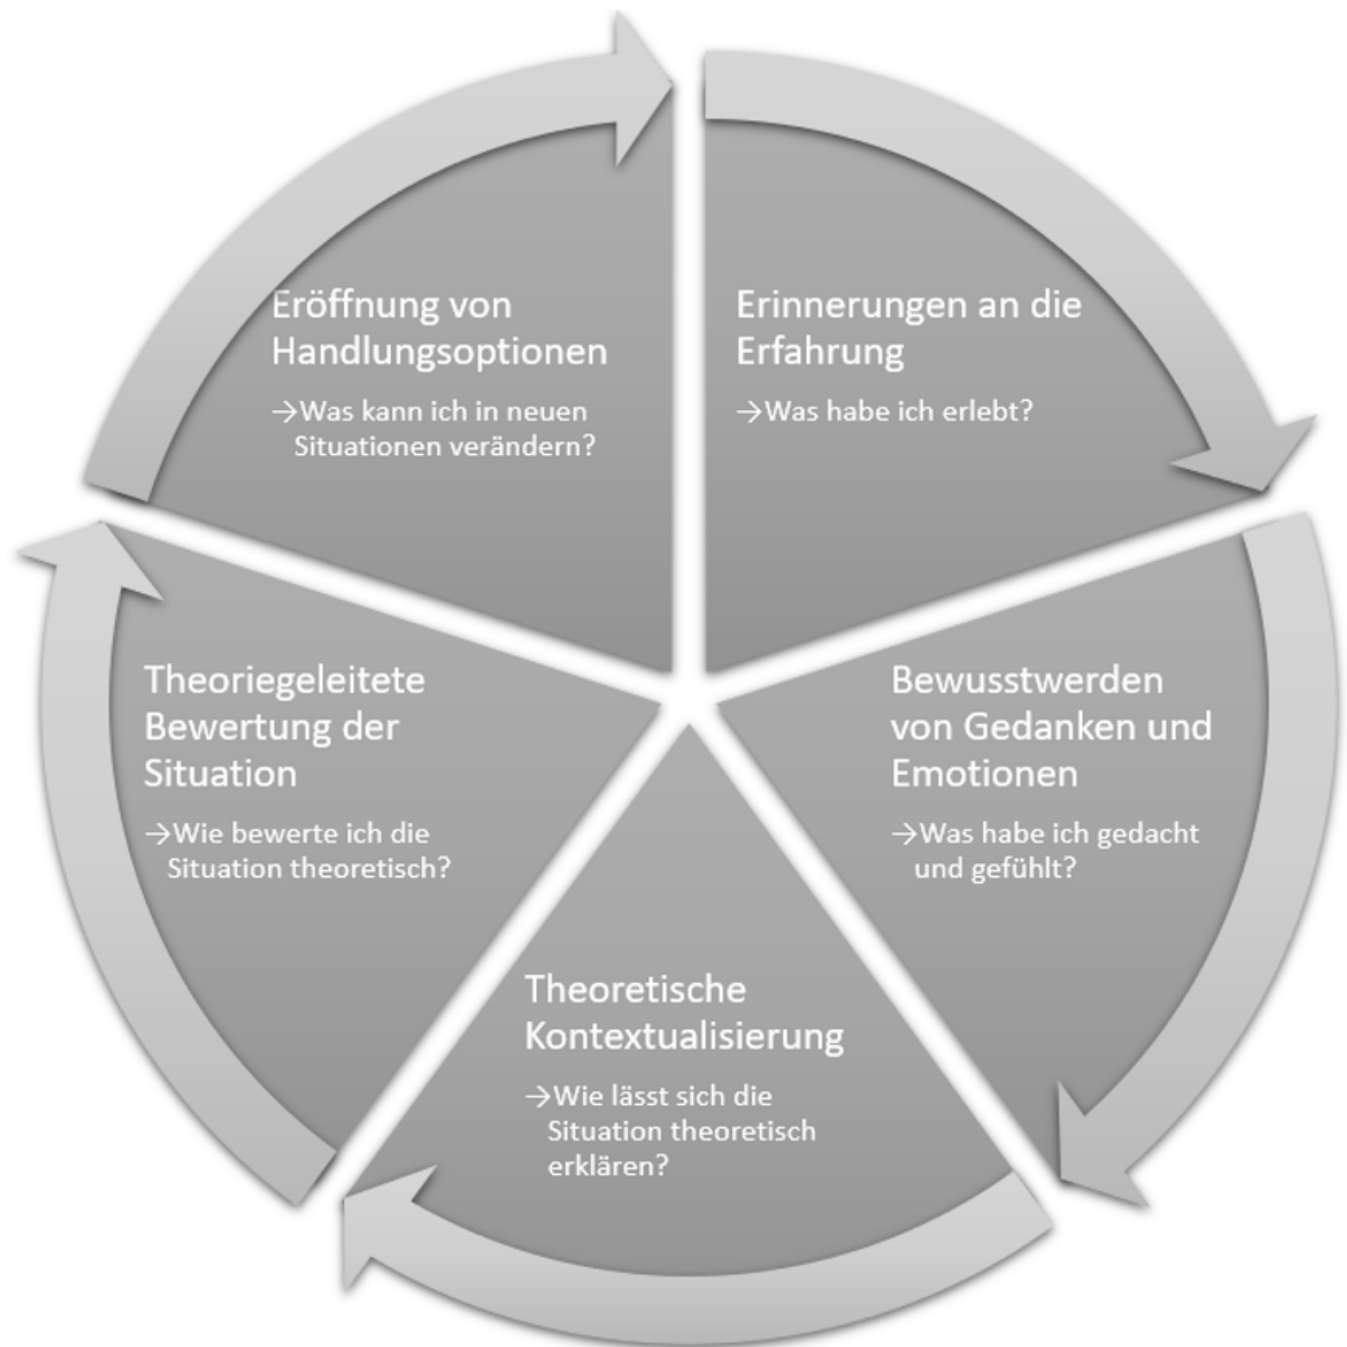 Erinnerungen an die
Erfahrung
→Was habe ich erlebt?
Bewusstwerden
von Gedanken und
Emotionen
→Was habe ich gedacht
und gefühlt?
Theoretische
Kontextualisierung
→Wie lässt sich die
Situation theoretisch
erklären?
Theoriegeleitete
Bewertung der
Situation
→Wie bewerte ich die
Situation theoretisch?
Eröffnung von
Handlungsoptionen
→Was kann ich in neuen
Situationen verändern?